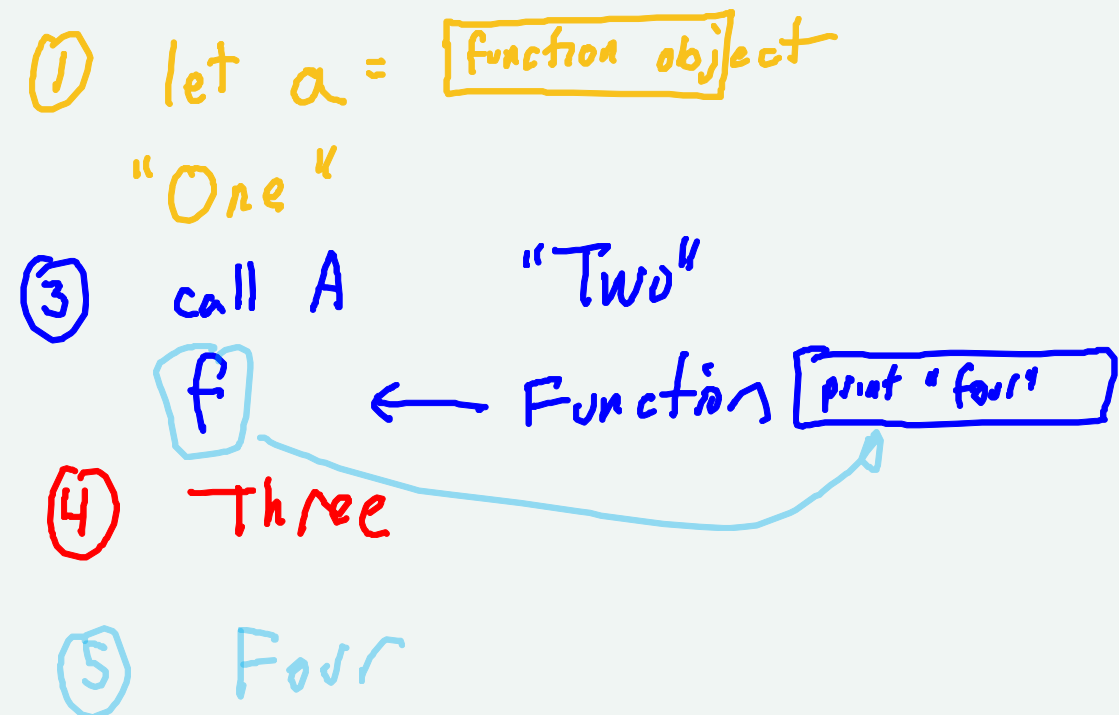 ① let a = function object
"One"
③ call A "Two"
f ← Function print "four"
④ Three
⑤ Four